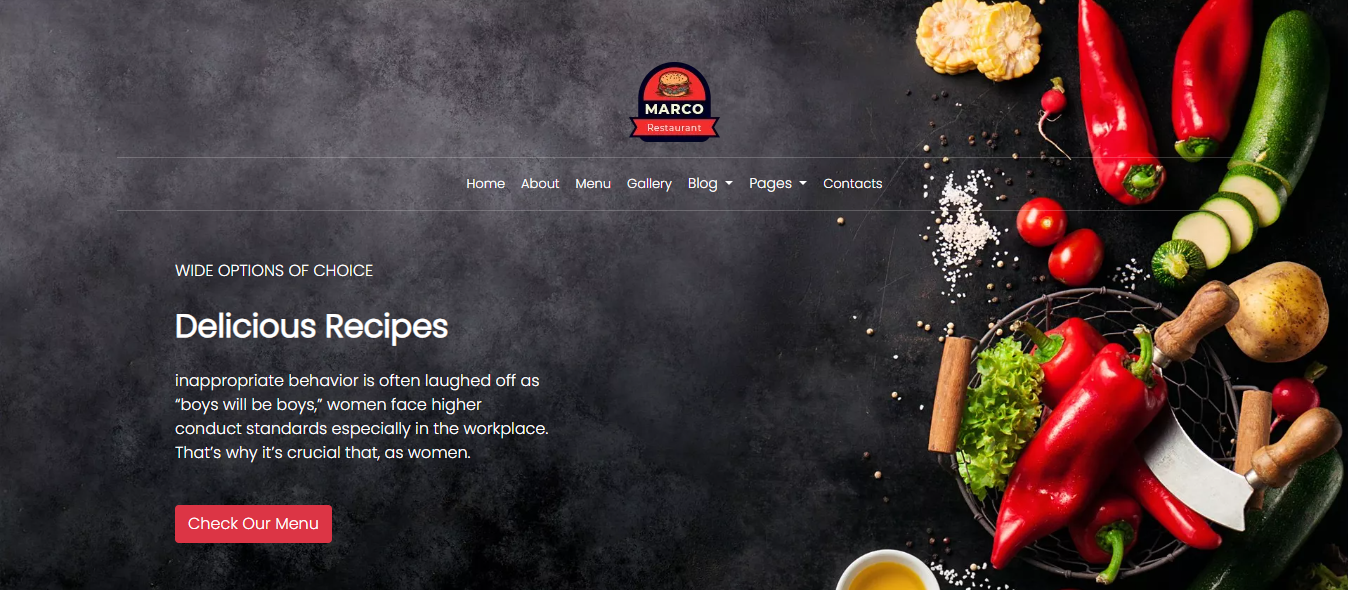 MARCO
Restaurant
Home About Menu Gallery Blog Pages Contacts
WIDE OPTIONS OF CHOICE
Delicious Recipes
inappropriate behavior is often laughed off as
“boys will be boys,” women face higher
conduct standards especially in the workplace.
That’s why it’s crucial that, as women.
Check Our Menu